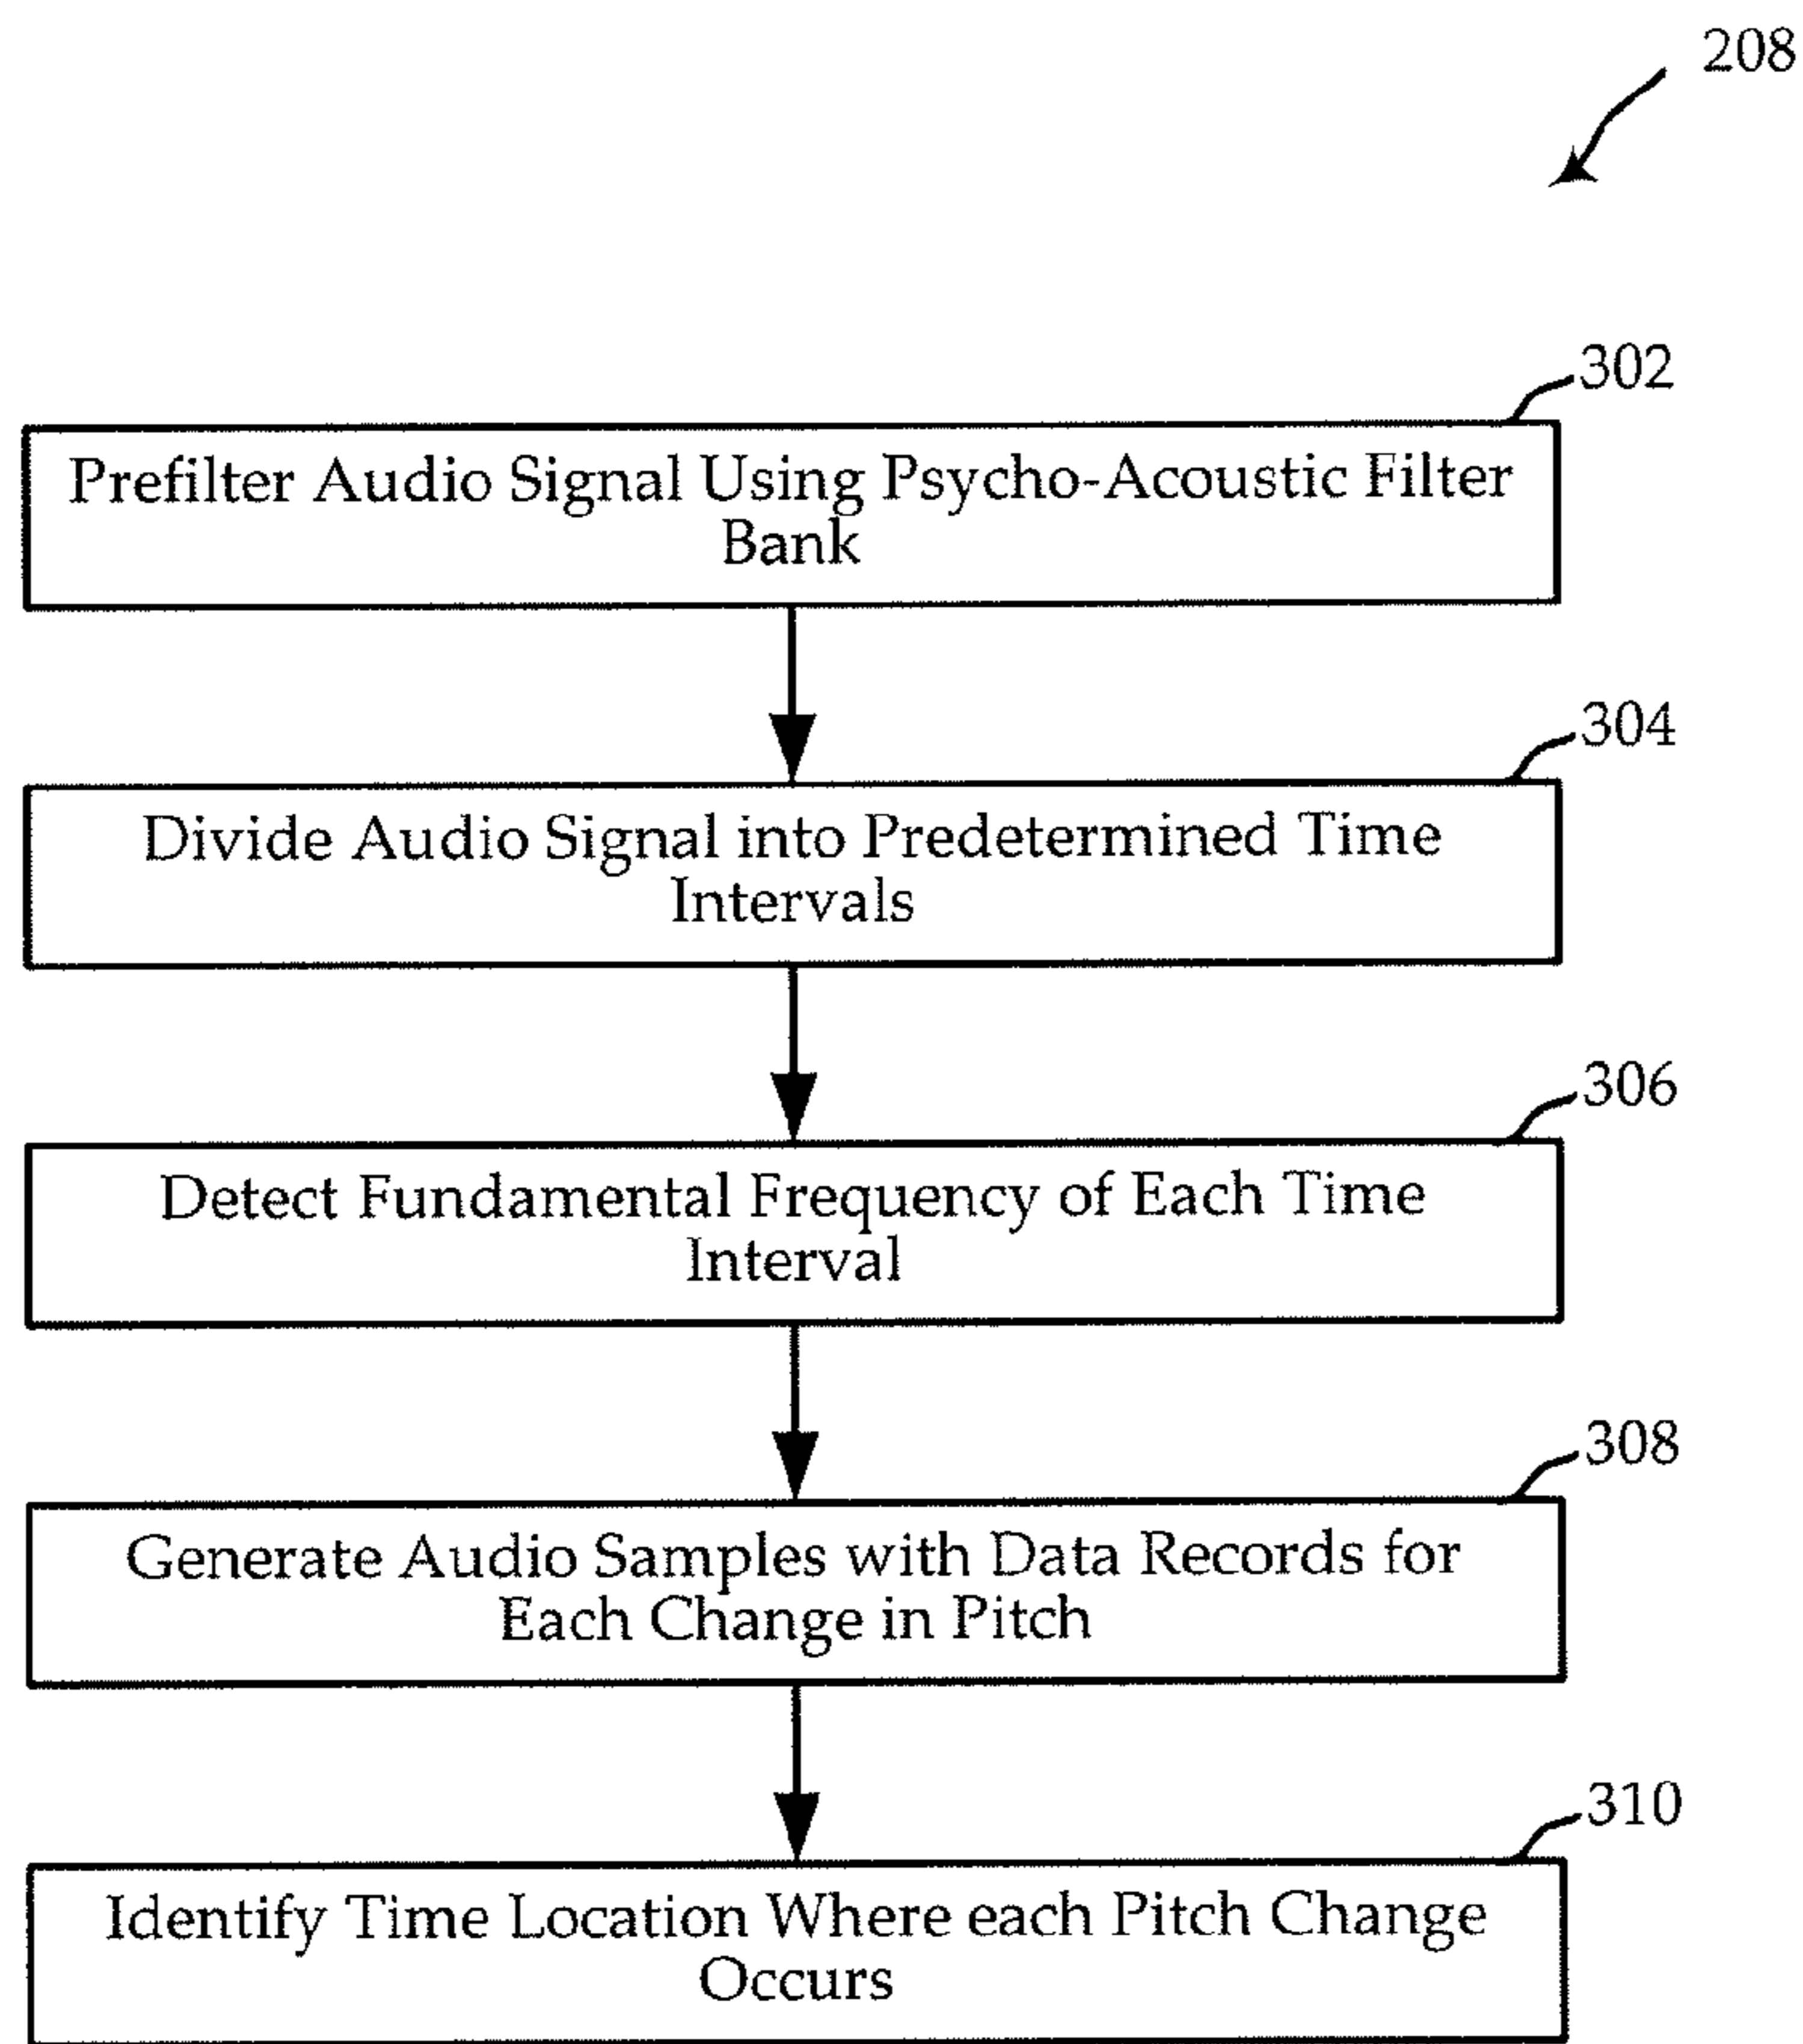 208
302
Prefilter Audio Signal Using Psycho-Acoustic Filter
Bank
304
Divide Audio Signal into Predetermined Time
Intervals
306
Detect Fundamental Frequency of Each Time
Interval
308
Generate Audio Samples with Data Records for
Each Change in Pitch
310
Identify Time Location Where each Pitch Change
Occurs